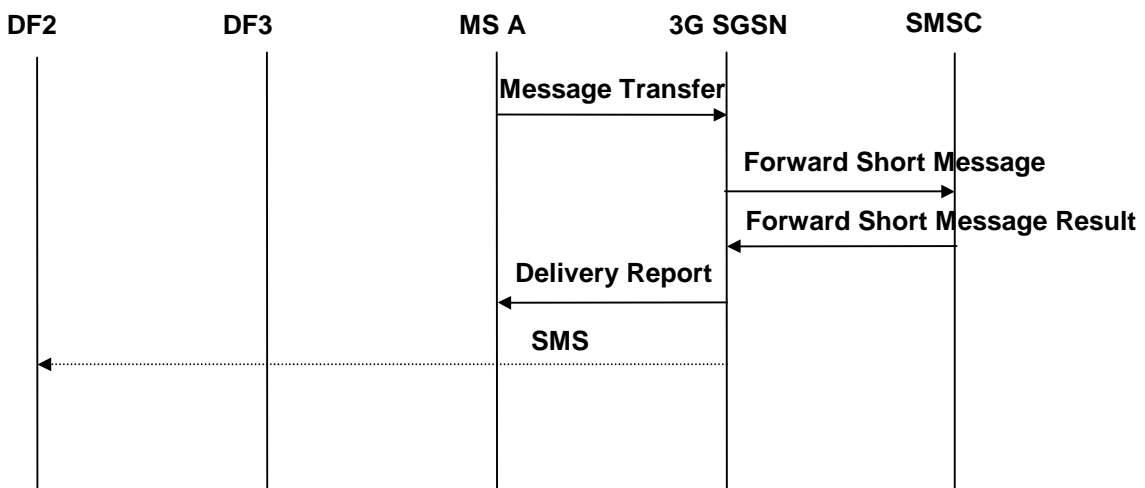 DF2 DF3 MS A 3G SGSN SMSC
Message Transfer
Forward Short Message
Forward Short Message Result
Delivery Report
SMS